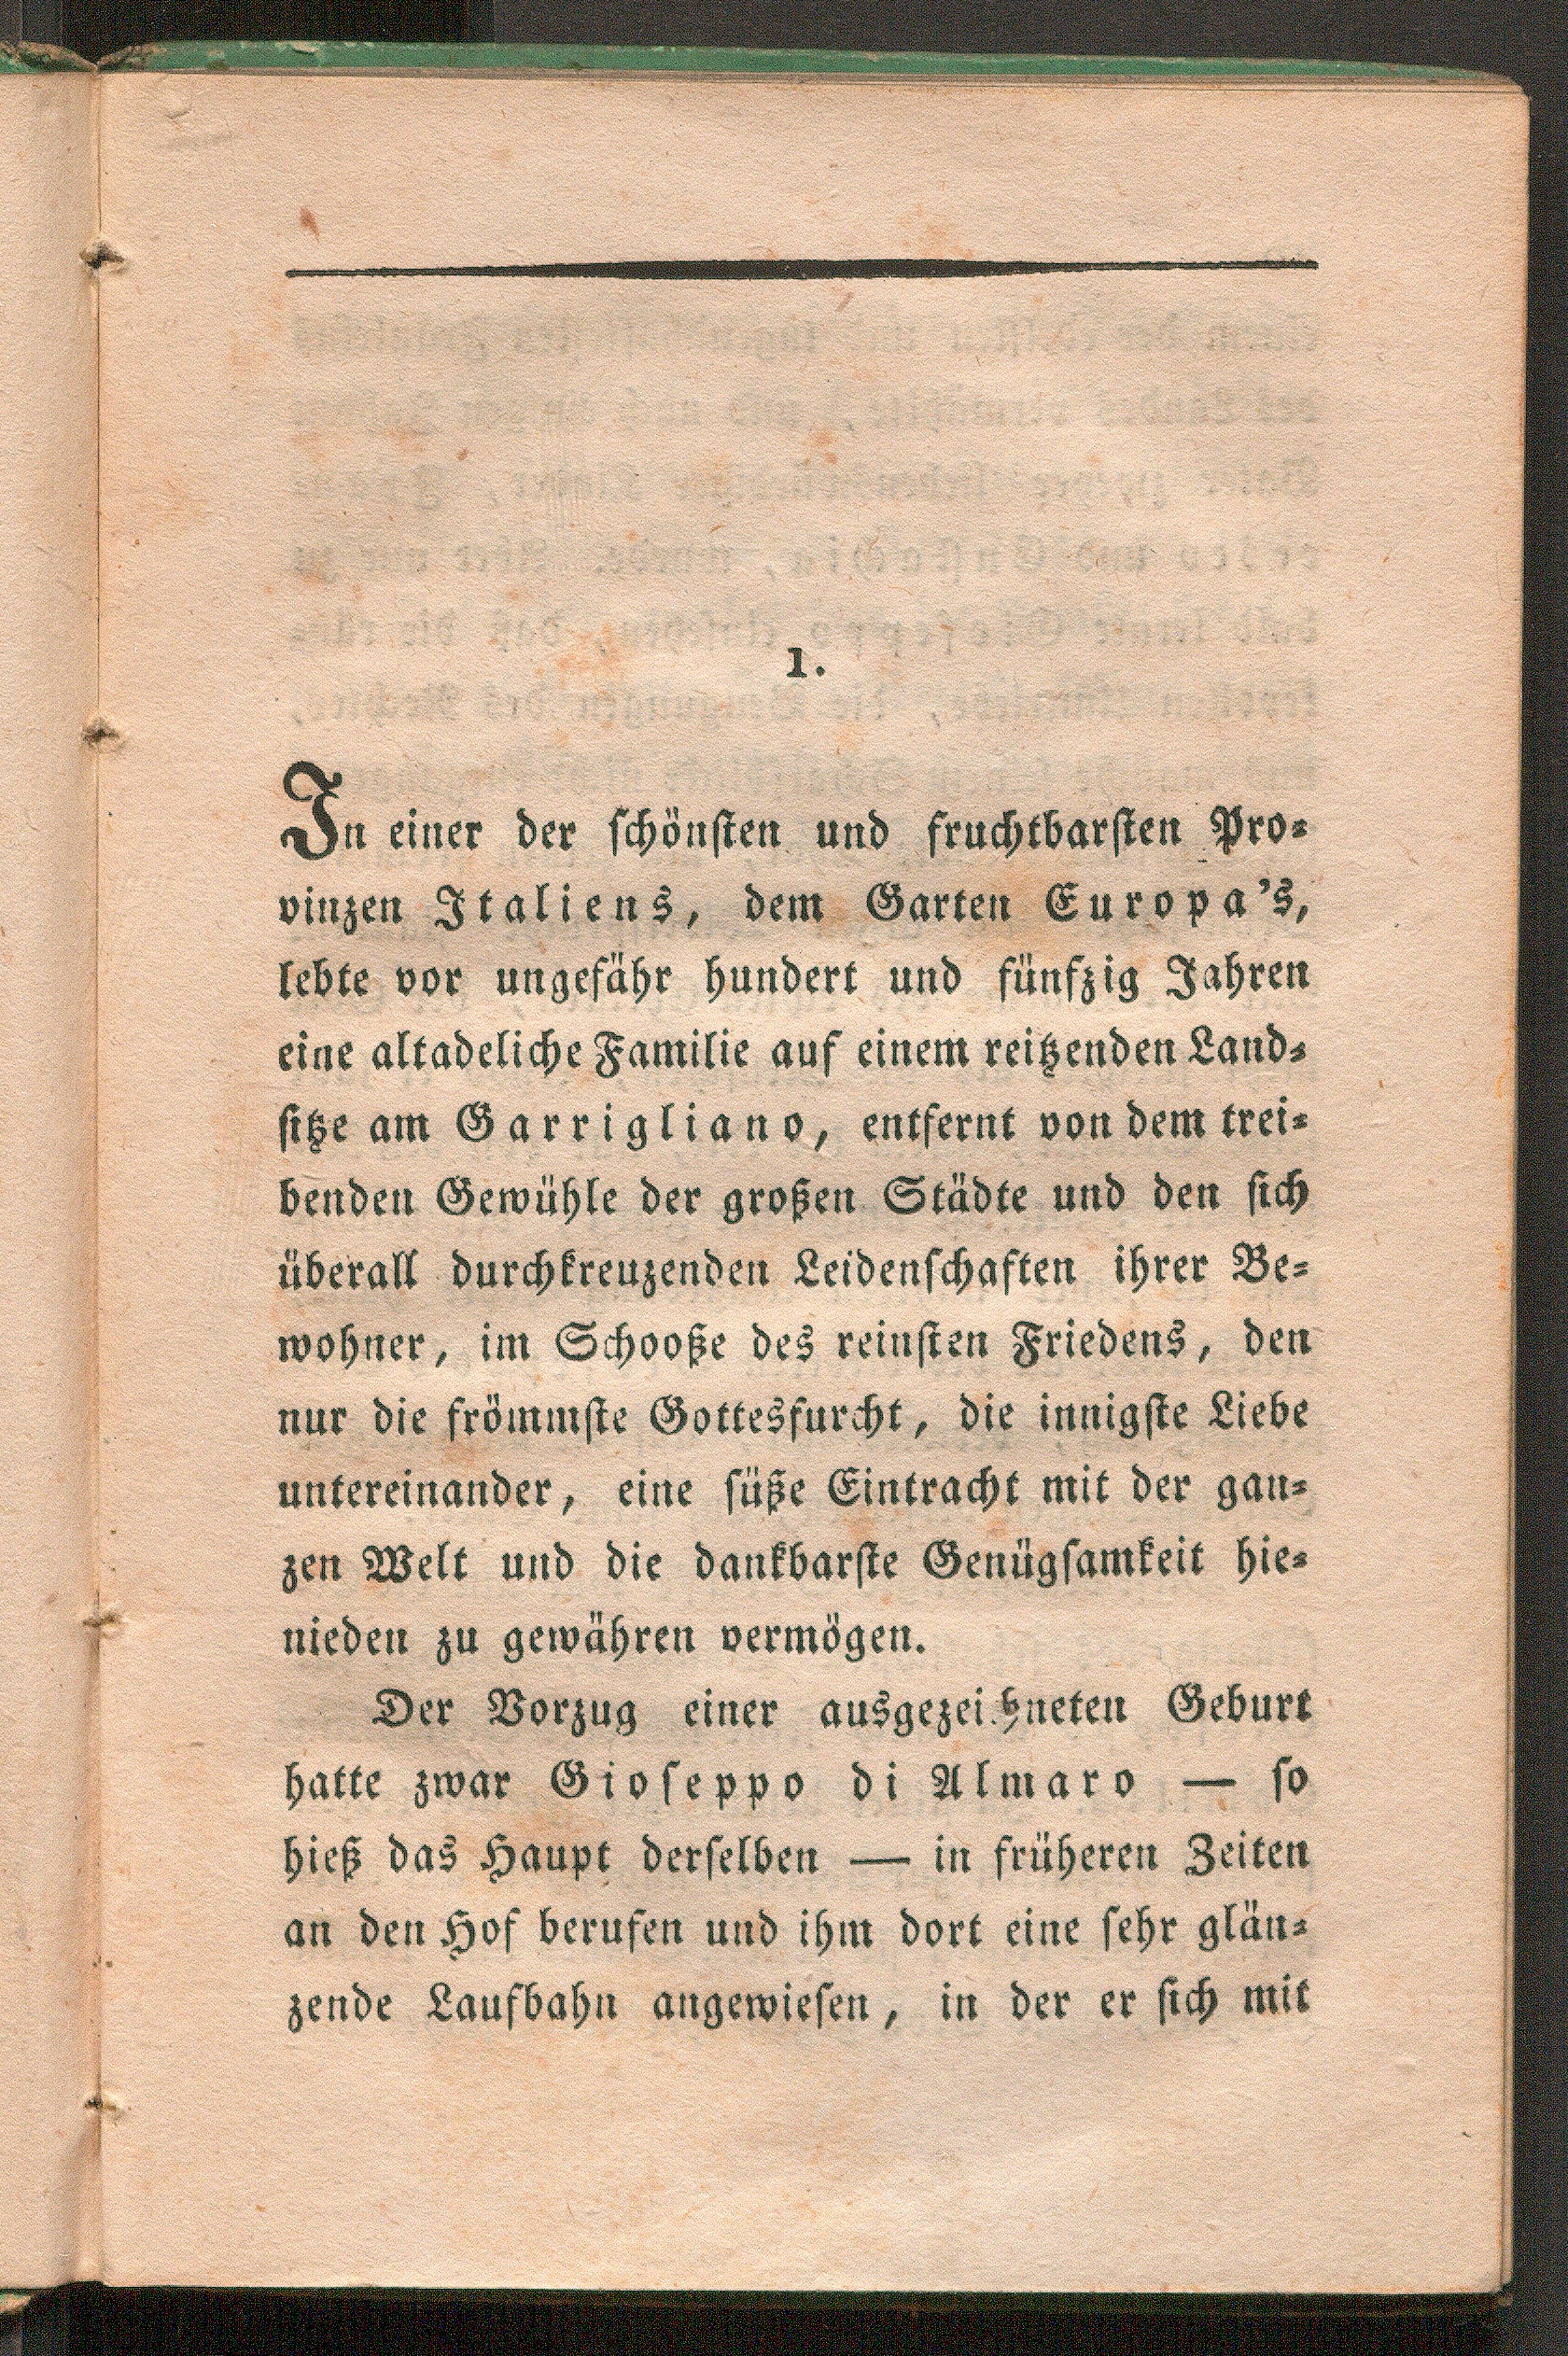 1.
In einer der schönsten und fruchtbarsten Pro-
vinzen Italiens, dem Garten Europa's,
lebte vor ungefähr hundert und fünfzig Jahren
eine altadeliche Familie auf einem reitzenden Land-
sitze am Garrigliano, entfernt von dem trei-
benden Gewühle der großen Städte und den sich
überall durchkreuzenden Leidenschaften ihrer Be-
wohner, im Schooße des reinsten Friedens, den
nur die frömmste Gottesfurcht, die innigste Liebe
untereinander, eine süße Eintracht mit der gan-
zen Welt und die dankbarste Genügsamkeit hie-
nieden zu gewähren vermögen.
Der Vorzug einer ausgezeichneten Geburt
hatte zwar Gioseppo di Almaro — so
hieß das Haupt derselben — in früheren Zeiten
an den Hof berufen und ihm dort eine sehr glän-
zende Laufbahn angewiesen, in der er sich mit